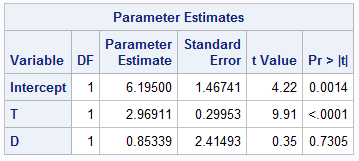 Parameter Estimates
Variable DF Parameter Estimate Standard Error t Value Pr > |t|
Intercept 1 6.19500 1.46741 4.22 0.0014
T 1 2.96911 0.29953 9.91 <.0001
D 1 0.85339 2.41493 0.35 0.7305